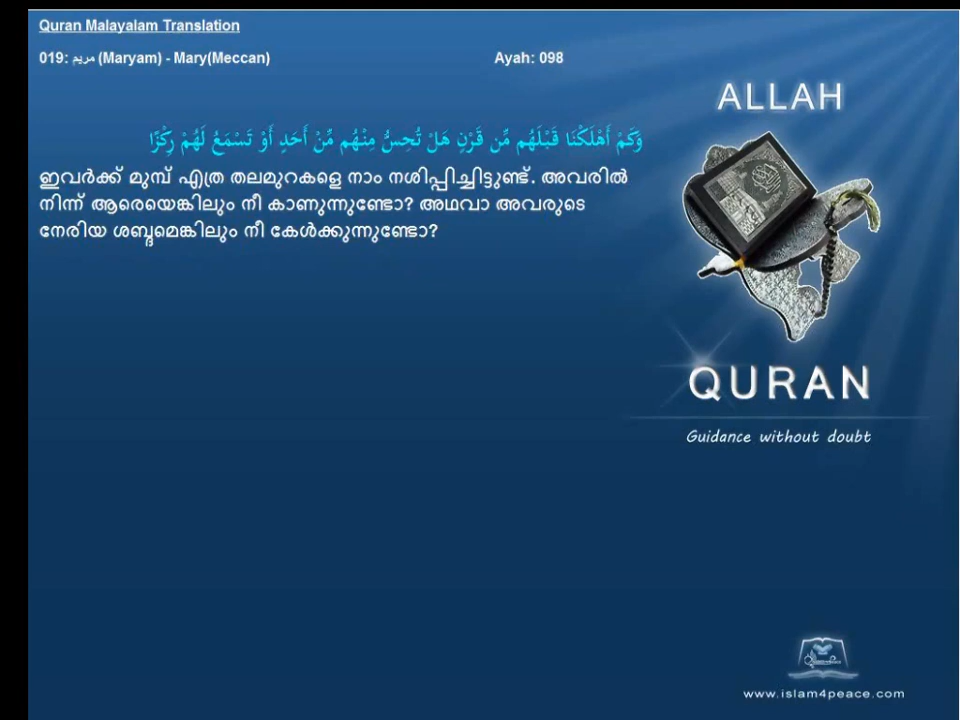 Quran Malayalam Translation
019: مريم (Maryam) - Mary(Meccan) Ayah: 098
ALLAH
وَكَمْ أَهْلَكْنَا قَبْلَهُم مِّن قَرْنٍ هَلْ تُحِسُّ مِنْهُم مِّنْ أَحَدٍ أَوْ تَسْمَعُ لَهُمْ رِكْزًا
ഇവർക്ക് മുമ്പ് എത്ര തലമുറകളെ നാം നശിപ്പിച്ചിട്ടുണ്ട്. അവരിൽ
നിന്ന് ആരെയെങ്കിലും നീ കാണുന്നുണ്ടോ? അഥവാ അവരുടെ
നേരിയ ശബ്ദമെങ്കിലും നീ കേൾക്കുന്നുണ്ടോ?
QURAN
Guidance without doubt
www.islam4peace.com